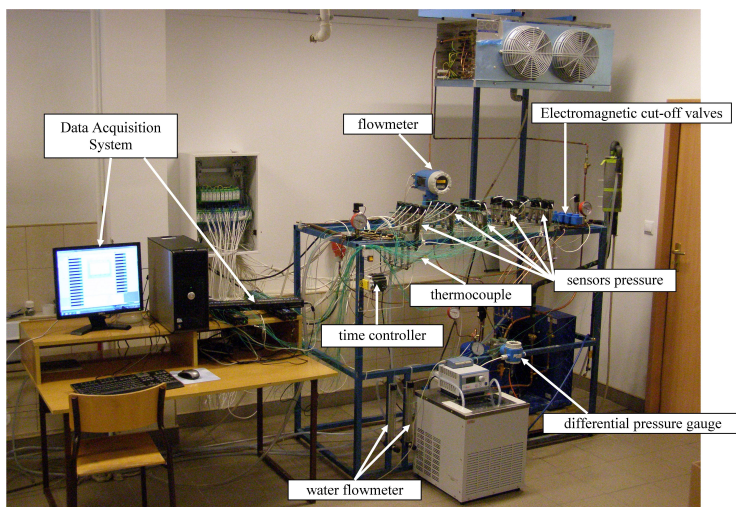 Data Acquisition
System
flowmeter
Electromagnetic cut-off valves
thermocouple
sensors pressure
time controller
differential pressure gauge
water flowmeter